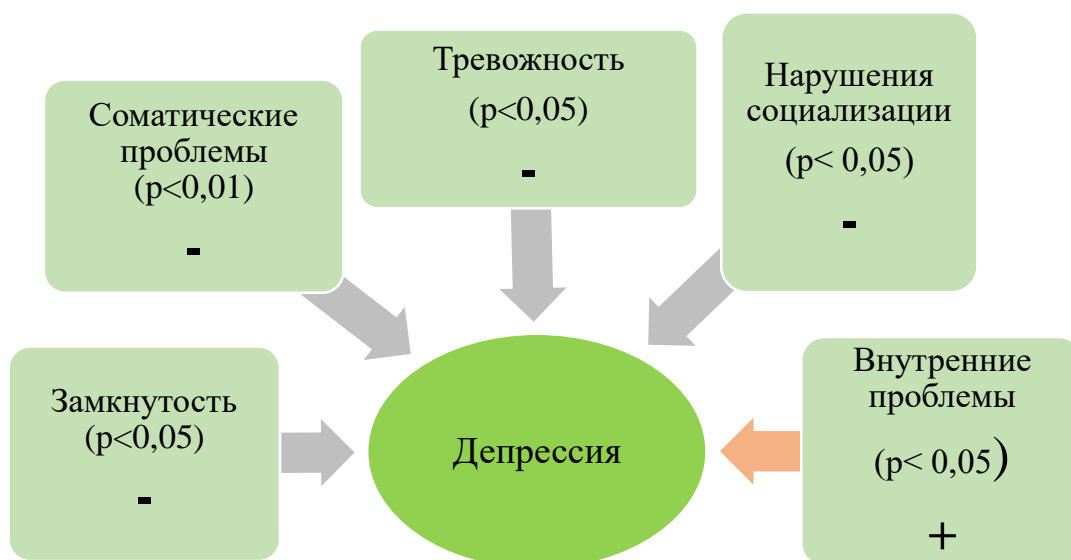 Соматические
проблемы
(p<0,01)
-
Тревожность
(p<0,05)
-
Нарушения
социализации
(p< 0,05)
-
Замкнутость
(p<0,05)
-
Депрессия
Внутренние
проблемы
(p< 0,05)
+